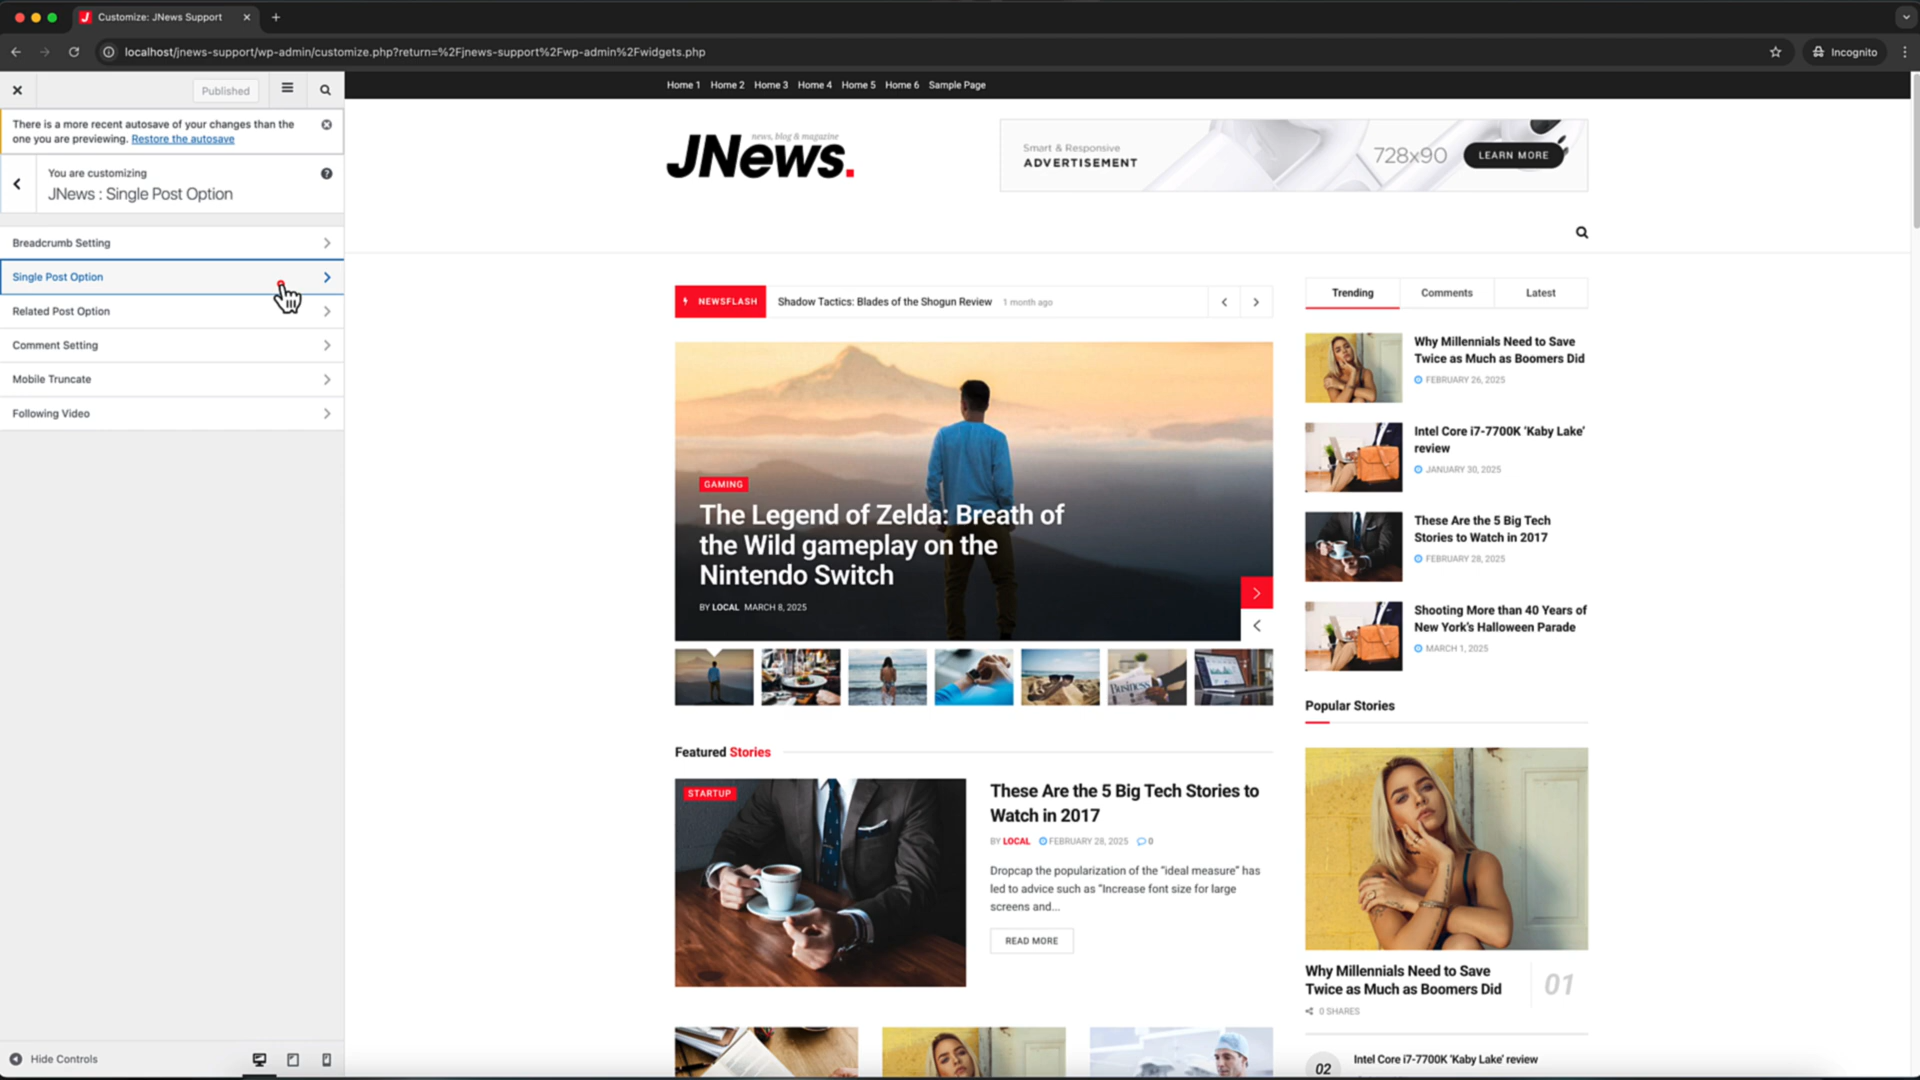 Customize: JNews Support
localhost/jnews-support/wp-admin/customize.php?return=%2Fjnews-support%2Fwp-admin%2Fwidgets.php
Incognito
Published
There is a more recent autosave of your changes than the
one you are previewing. Restore the autosave
You are customizing
JNews : Single Post Option
Breadcrumb Setting
Single Post Option
Related Post Option
Comment Setting
Mobile Truncate
Following Video
Hide Controls
Home 1 Home 2 Home 3 Home 4 Home 5 Home 6 Sample Page
news, blog & magazine
JNews.
Smart & Responsive
ADVERTISEMENT
728x90
LEARN MORE
NEWSFLASH
Shadow Tactics: Blades of the Shogun Review 1 month ago
GAMING
The Legend of Zelda: Breath of
the Wild gameplay on the
Nintendo Switch
BY LOCAL MARCH 8, 2025
Business
Featured Stories
STARTUP
These Are the 5 Big Tech Stories to
Watch in 2017
BY LOCAL FEBRUARY 28, 2025 0
Dropcap the popularization of the “ideal measure” has
led to advice such as “Increase font size for large
screens and...
READ MORE
Trending Comments Latest
Why Millennials Need to Save
Twice as Much as Boomers Did
FEBRUARY 26, 2025
Intel Core i7-7700K ‘Kaby Lake’
review
JANUARY 30, 2025
These Are the 5 Big Tech
Stories to Watch in 2017
FEBRUARY 28, 2025
Shooting More than 40 Years of
New York’s Halloween Parade
MARCH 1, 2025
Popular Stories
Why Millennials Need to Save
Twice as Much as Boomers Did
01
0 SHARES
02
Intel Core i7-7700K ‘Kaby Lake’ review